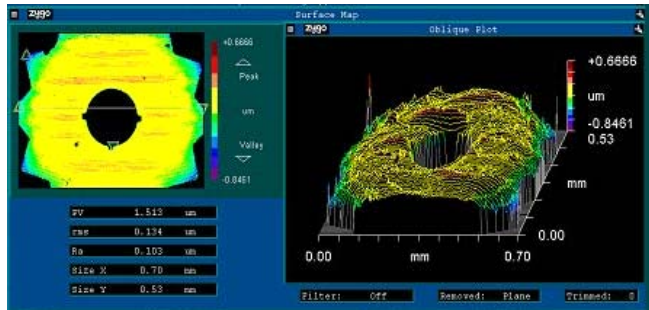 zygo Surface Map
+0.6666
Peak
um
Valley
-0.8461
PV 1.513 um
rms 0.134 um
Ra 0.103 um
Size X 0.70 mm
Size Y 0.53 mm
zygo Oblique Plot
+0.6666
um
-0.8461
0.53
mm
0.00
0.00 mm 0.70
Filter: Off Removed: Plane Trimmed: 0